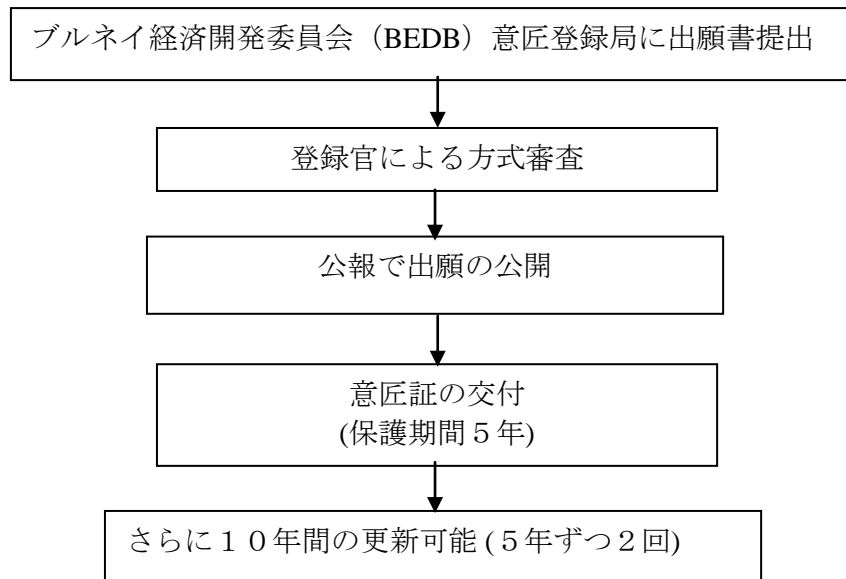 ブルネイ経済開発委員会（BEDB）意匠登録局に出願書提出
登録官による方式審査
公報で出願の公開
意匠証の交付
(保護期間５年)
さらに１０年間の更新可能(５年ずつ２回)